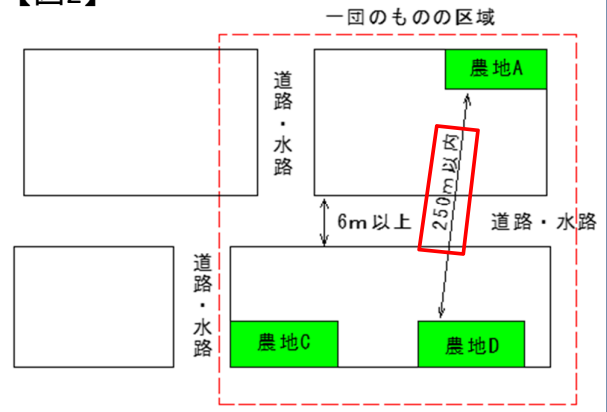 【図2】
一団のものの区域
農地A
道路・水路
250m以内
6m以上
道路・水路
道路・水路
農地C
農地D